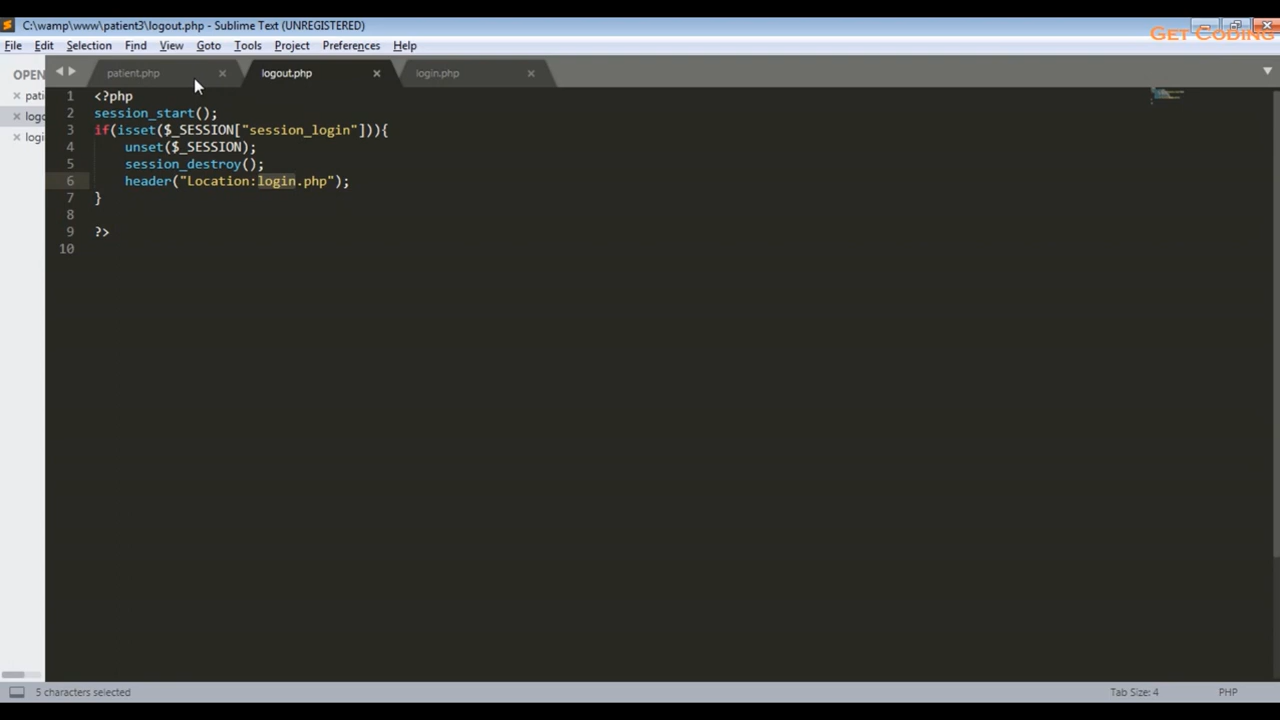 C:\wamp\www\patient3\logout.php - Sublime Text (UNREGISTERED)
GET CODING
File Edit Selection Find View Goto Tools Project Preferences Help
OPEN
patient.php
logout.php
login.php
pati
logo
logi
1 <?php
2 session_start();
3 if(isset($_SESSION["session_login"])){
4 unset($_SESSION);
5 session_destroy();
6 header("Location:login.php");
7 }
8
9 ?>
10
5 characters selected
Tab Size: 4
PHP